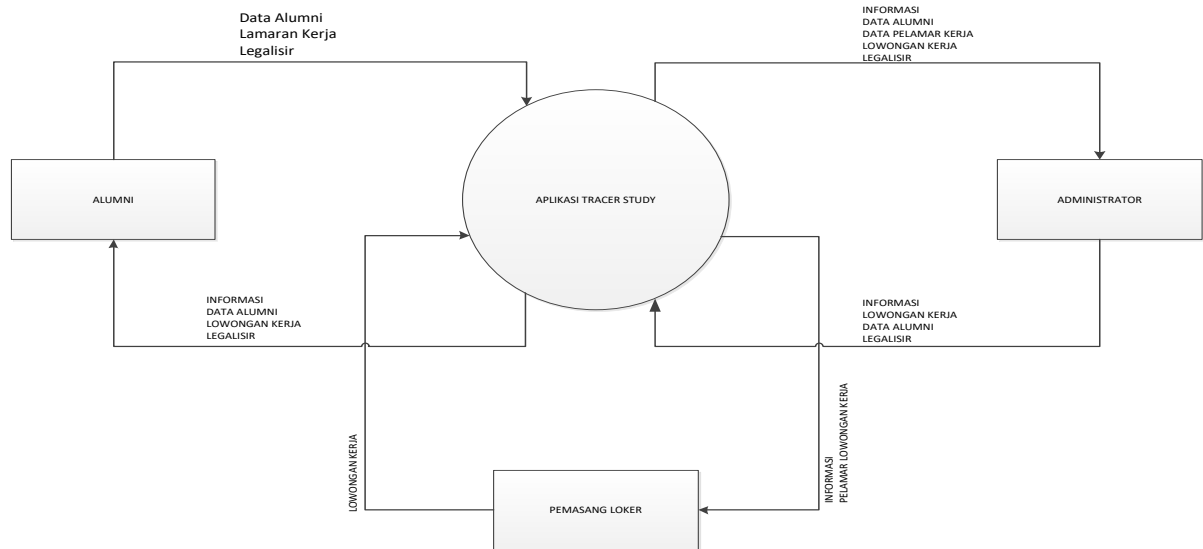 Data Alumni
Lamaran Kerja
Legalisir
INFORMASI
DATA ALUMNI
DATA PELAMAR KERJA
LOWONGAN KERJA
LEGALISIR
ALUMNI
APLIKASI TRACER STUDY
ADMINISTRATOR
INFORMASI
DATA ALUMNI
LOWONGAN KERJA
LEGALISIR
INFORMASI
LOWONGAN KERJA
DATA ALUMNI
LEGALISIR
LOWONGAN KERJA
INFORMASI
PELAMAR LOWONGAN KERJA
PEMASANG LOKER